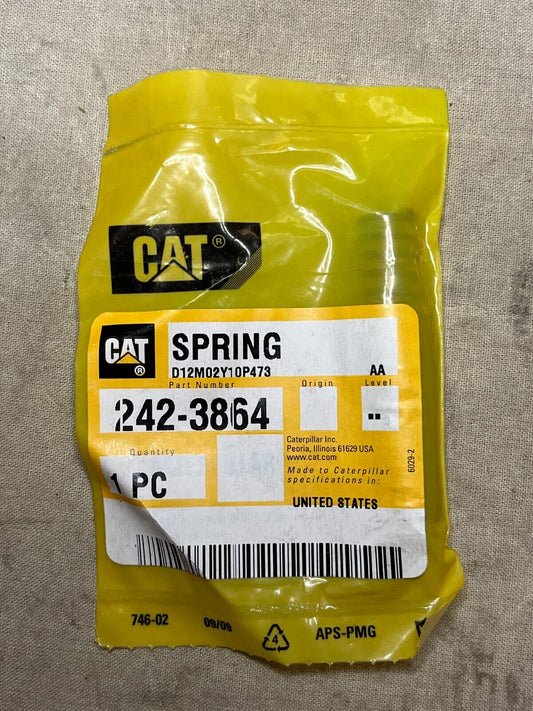 CAT®
CAT®
SPRING
D12M02Y10P473 AA
Part Number Origin Level
242-3864 --
Quantity
1 PC
Caterpillar Inc.
Peoria, Illinois 61629 USA
www.cat.com
Made to Caterpillar
specifications in:
UNITED STATES
6029-2
746-02 09/09 4 APS-PMG